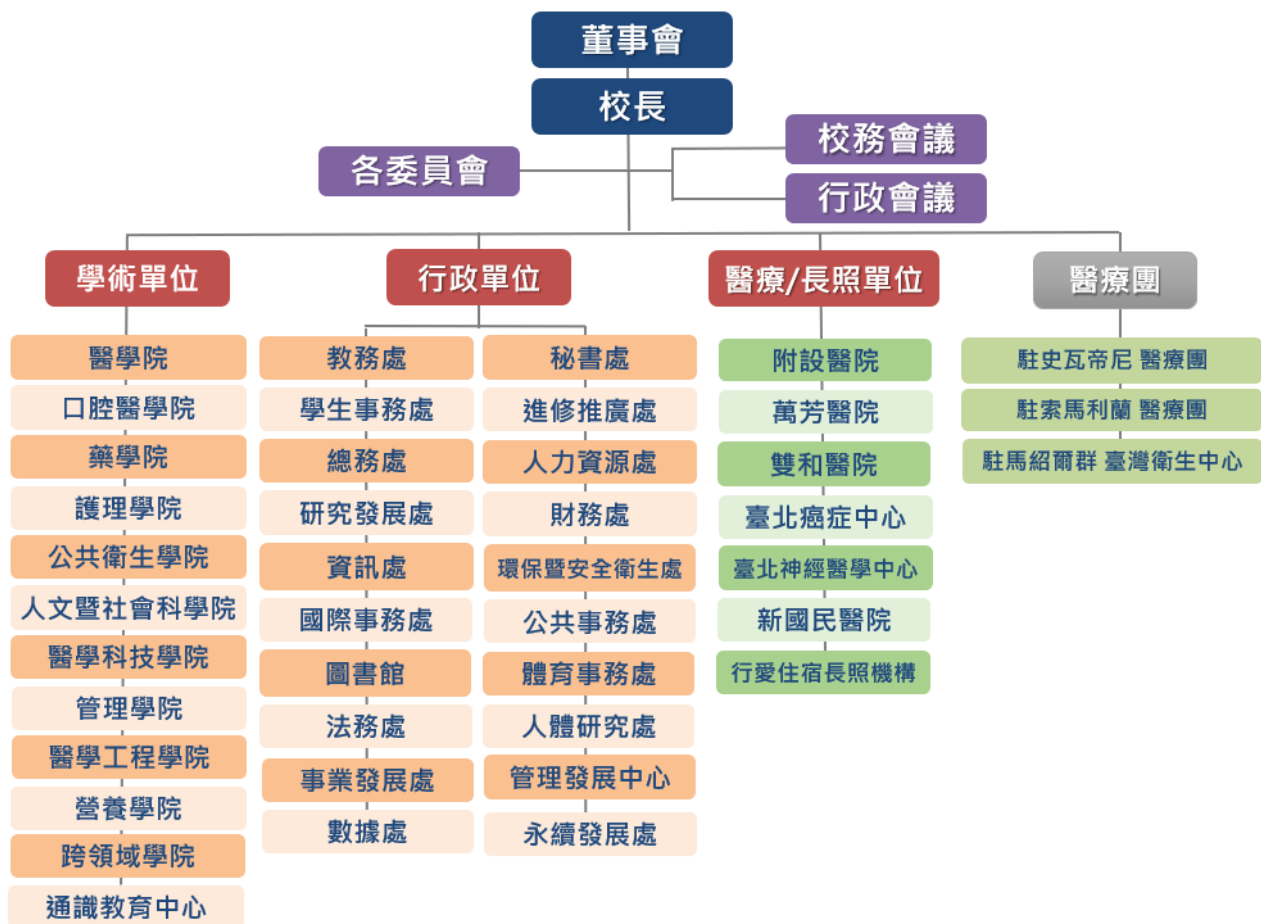 董事會
校長
各委員會
校務會議
行政會議
學術單位
醫學院
口腔醫學院
藥學院
護理學院
公共衛生學院
人文暨社會科學院
醫學科技學院
管理學院
醫學工程學院
營養學院
跨領域學院
通識教育中心
行政單位
教務處
學生事務處
總務處
研究發展處
資訊處
國際事務處
圖書館
法務處
事業發展處
數據處
秘書處
進修推廣處
人力資源處
財務處
環保暨安全衛生處
公共事務處
體育事務處
人體研究處
管理發展中心
永續發展處
醫療/長照單位
附設醫院
萬芳醫院
雙和醫院
臺北癌症中心
臺北神經醫學中心
新國民醫院
行愛住宿長照機構
醫療團
駐史瓦帝尼 醫療團
駐索馬利蘭 醫療團
駐馬紹爾群 臺灣衛生中心